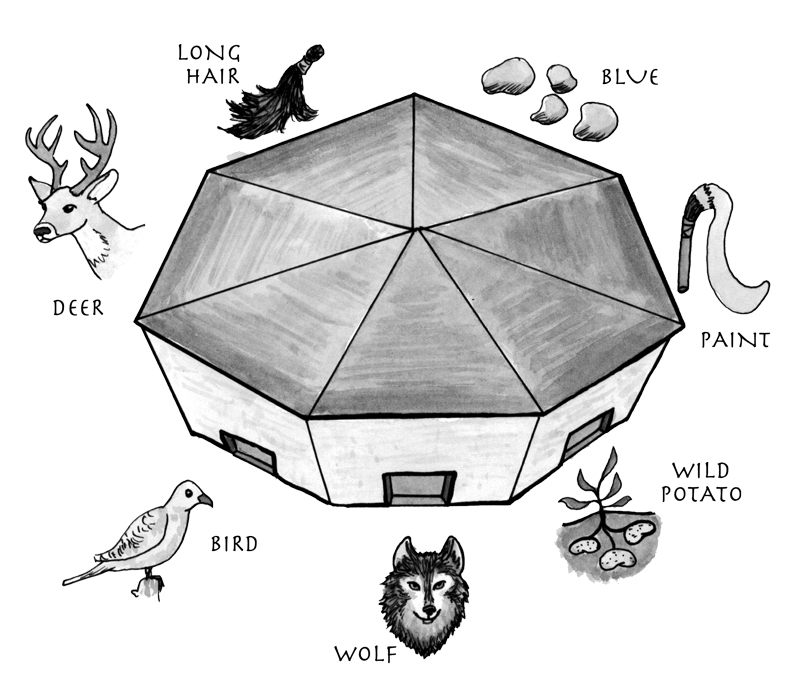 LONG
HAIR
BLUE
DEER
PAINT
WILD
POTATO
BIRD
WOLF